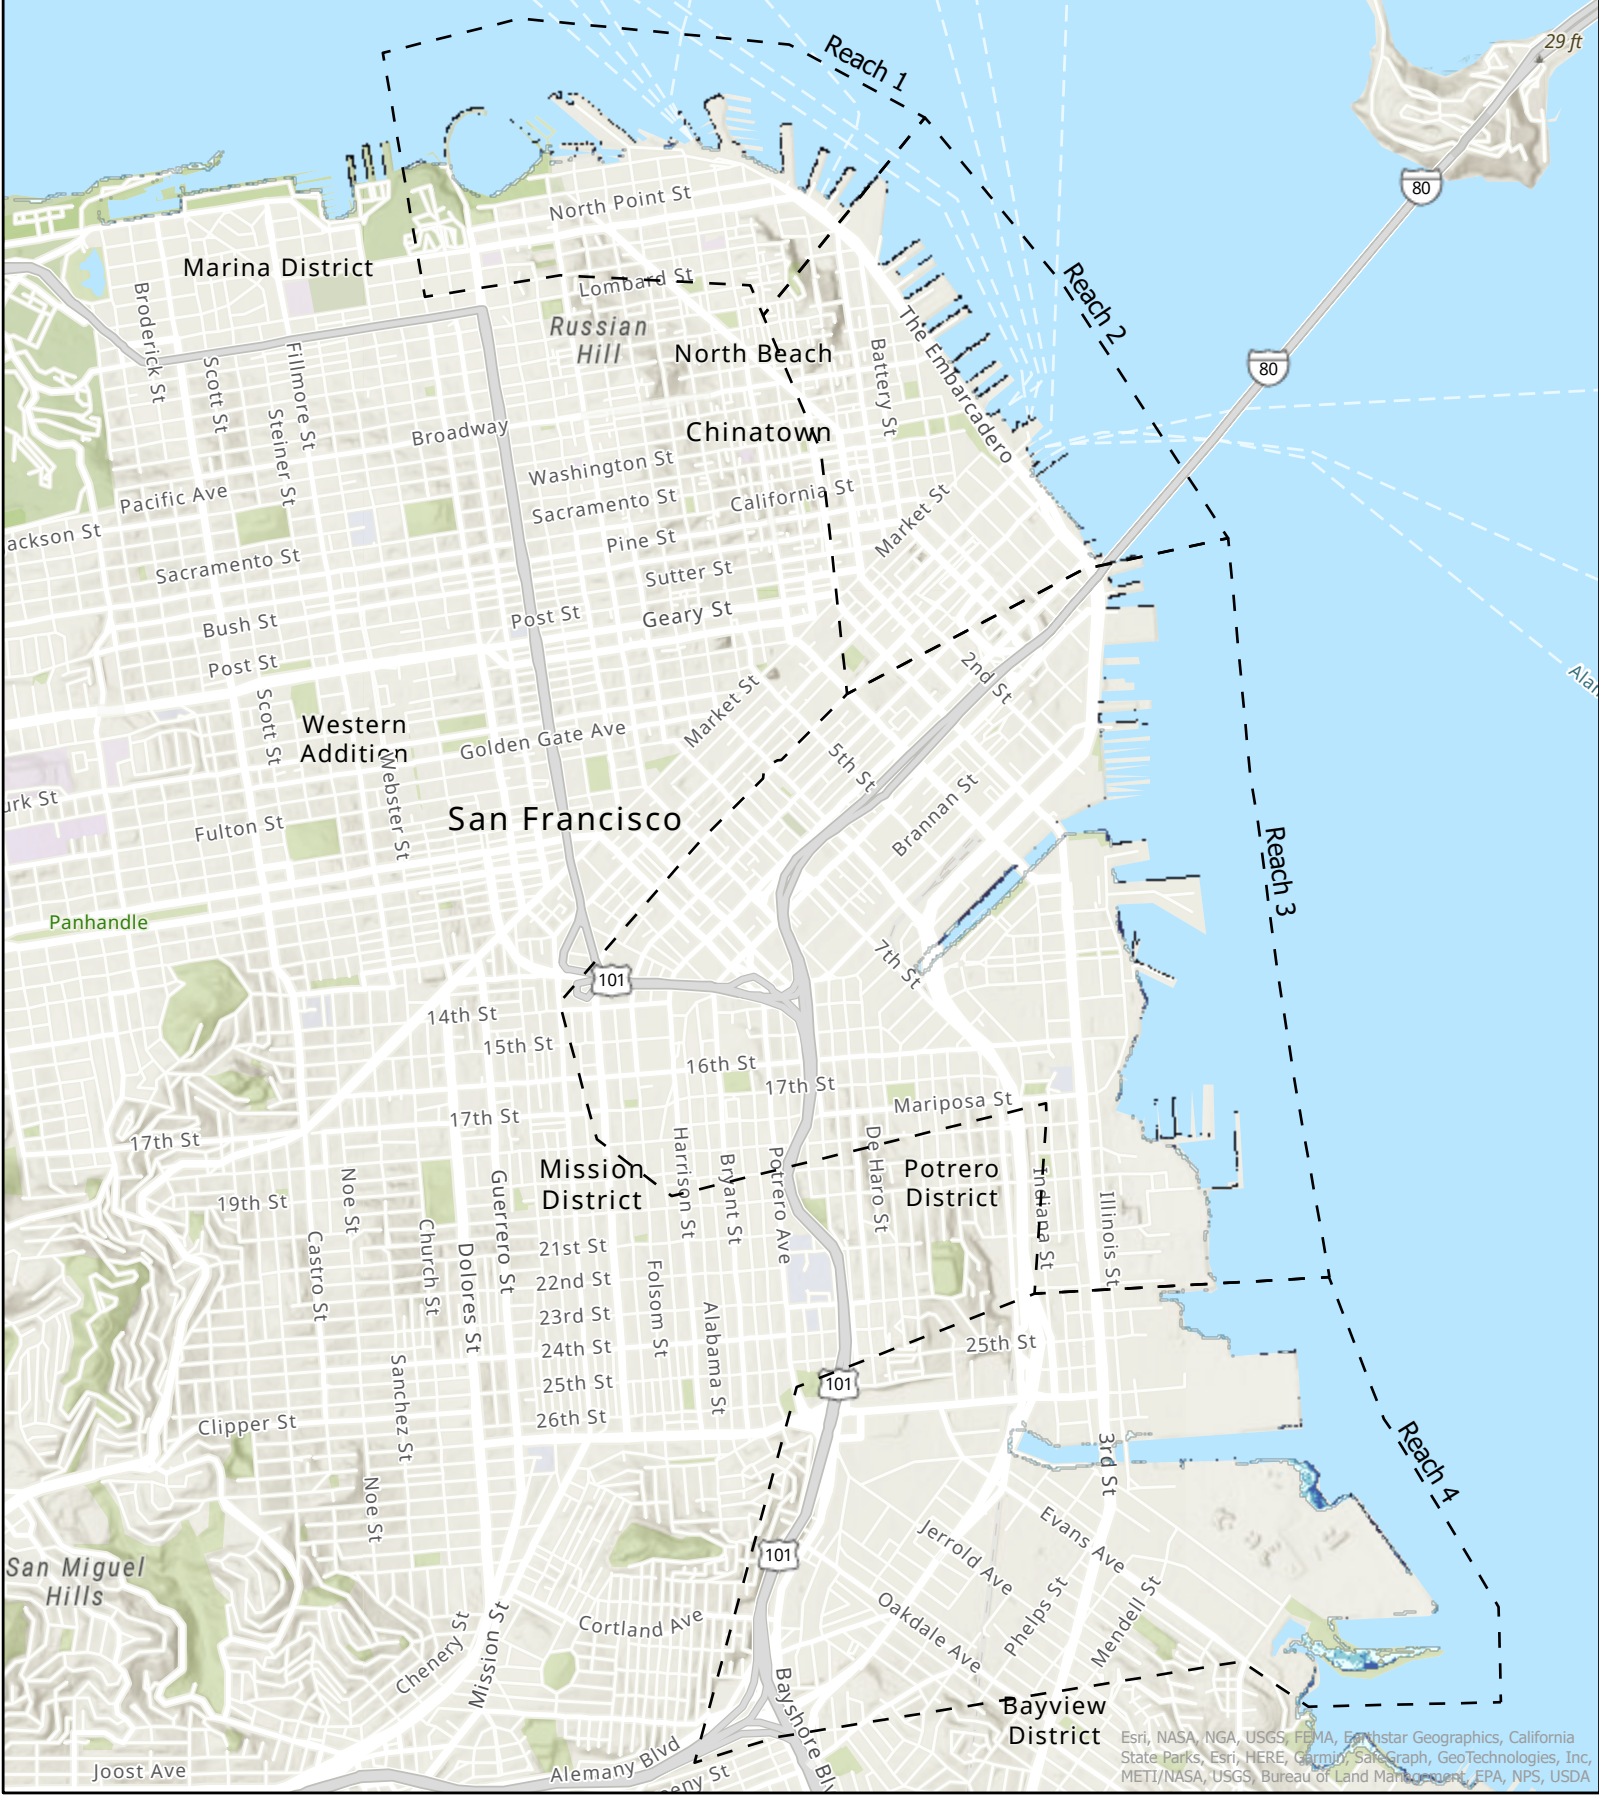 29 ft
Reach 1
80
North Point St
Marina District
Lombard St
Reach 2
Broderick St
Russian
Hill
North Beach
The Embarcadero
Battery St
80
Scott St
Fillmore St
Steiner St
Broadway
Chinatown
Washington St
Pacific Ave
Sacramento St
California St
Market St
ackson St
Pine St
Sacramento St
Sutter St
Bush St
Post St
Geary St
Post St
2nd St
Alan
Scott St
Western
Addition
Market St
Golden Gate Ave
5th St
Webster St
urk St
Fulton St
San Francisco
Brannan St
Reach 3
Panhandle
7th St
101
14th St
15th St
16th St
17th St
17th St
Mariposa St
17th St
Mission
District
Harrison St
Bryant St
Potrero Ave
De Haro St
Potrero
District
Indiana St
Illinois St
19th St
Noe St
Guerrero St
Church St
Castro St
Dolores St
21st St
22nd St
23rd St
24th St
25th St
26th St
Folsom St
Alabama St
25th St
101
Sanchez St
Clipper St
3rd St
Reach 4
Noe St
Evans Ave
Jerrold Ave
101
San Miguel
Hills
Phelps St
Mendell St
Oakdale Ave
Cortland Ave
Chenery St
Mission St
Bayshore Blv
Bayview
District
Alemany Blvd
Joost Ave
eny St
Esri, NASA, NGA, USGS, FEMA, Earthstar Geographics, California
State Parks, Esri, HERE, Garmin, SafeGraph, GeoTechnologies, Inc,
METI/NASA, USGS, Bureau of Land Management, EPA, NPS, USDA